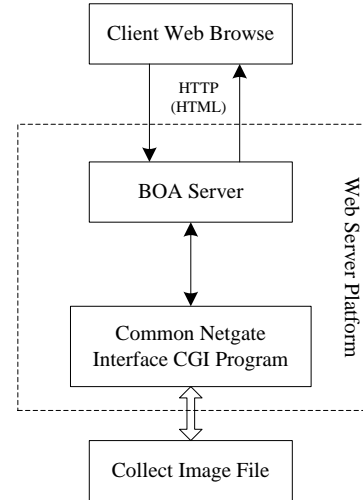 Client Web Browse
HTTP
(HTML)
BOA Server
Web Server Platform
Common Netgate
Interface CGI Program
Collect Image File